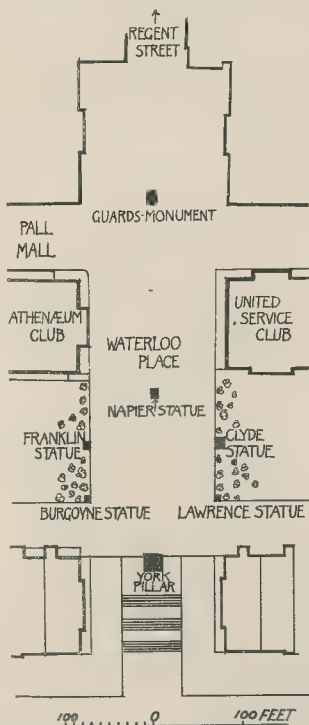 REGENT
STREET
GUARDS·MONUMENT
PALL
MALL
ATHENÆUM
CLUB
UNITED
SERVICE
CLUB
WATERLOO
PLACE
NAPIER STATUE
FRANKLIN
STATUE
CLYDE
STATUE
BURGOYNE STATUE
LAWRENCE STATUE
YORK
PILLAR
100 0 100 FEET